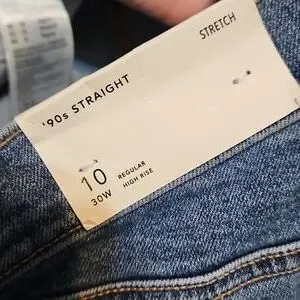 STRETCH
'90s STRAIGHT
10 REGULAR
30W HIGH RISE